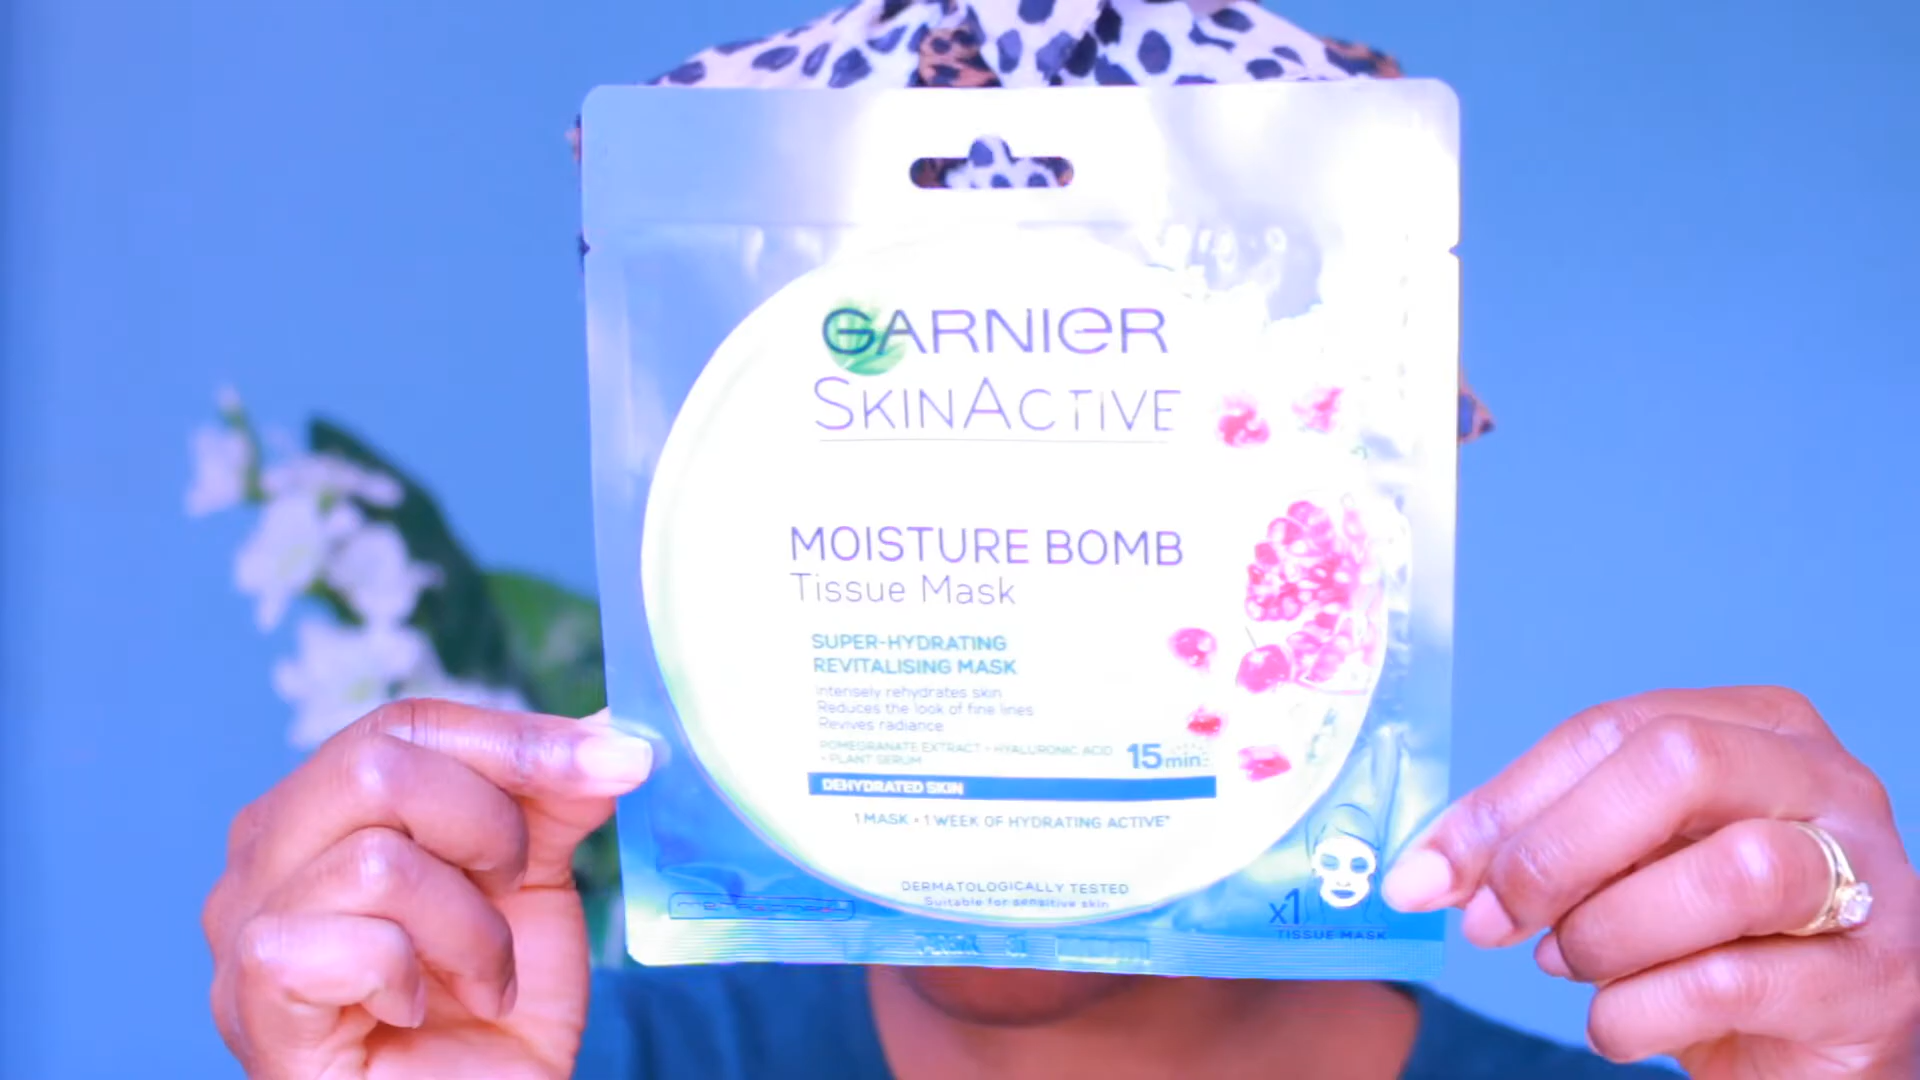 GARNIER
SKINACTIVE
MOISTURE BOMB
Tissue Mask
SUPER-HYDRATING
REVITALISING MASK
Intensely rehydrates skin
Reduces the look of fine lines
Revives radiance
POMEGRANATE EXTRACT + HYALURONIC ACID
+ PLANT SERUM
15 min
DEHYDRATED SKIN
1 MASK = 1 WEEK OF HYDRATING ACTIVE*
DERMATOLOGICALLY TESTED
Suitable for sensitive skin
x1
TISSUE MASK